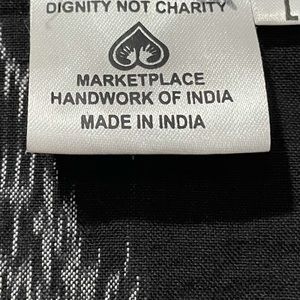 DIGNITY NOT CHARITY
MARKETPLACE
HANDWORK OF INDIA
MADE IN INDIA
L